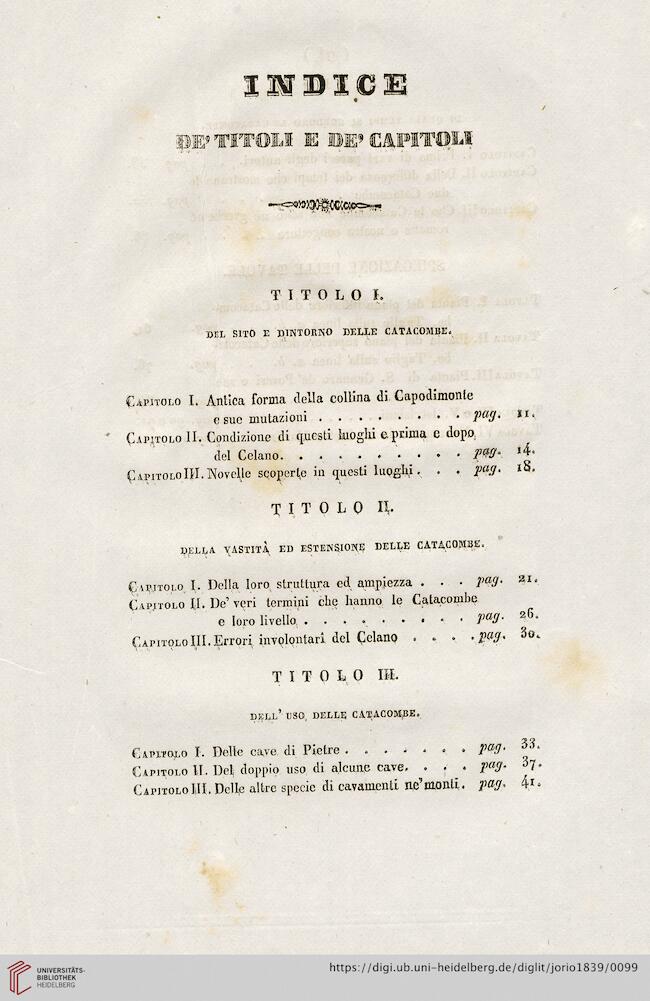 INDICE
DE' TITOLI E DE' CAPITOLI
TITOLO I.
DEL SITO E DINTORNO DELLE CATACOMBE.
CAPITOLO I. Antica forma della collina di Capodimonte
e sue mutazioni . . . . . . . . . pag. 11.
CAPITOLO II. Condizione di questi luoghi e prima e dopo
del Celano. . . . . . . . . . pag. 14.
CAPITOLO III. Novelle scoperte in questi luoghi. . . pag. 18.
TITOLO II.
DELLA VASTITÀ ED ESTENSIONE DELLE CATACOMBE.
CAPITOLO I. Della loro struttura ed ampiezza . . . pag. 21.
CAPITOLO II. De' veri termini che hanno le Catacombe
e loro livello . . . . . . . . . pag. 26.
CAPITOLO III. Errori involontari del Celano . . . . pag. 30.
TITOLO III.
DELL' USO DELLE CATACOMBE.
CAPITOLO I. Delle cave di Pietre . . . . . . . pag. 33.
CAPITOLO II. Del doppio uso di alcune cave. . . . pag. 37.
CAPITOLO III. Delle altre specie di cavamenti ne' monti. pag. 41.
UNIVERSITÄTS-
BIBLIOTHEK
HEIDELBERG
https://digi.ub.uni-heidelberg.de/diglit/jorio1839/0099